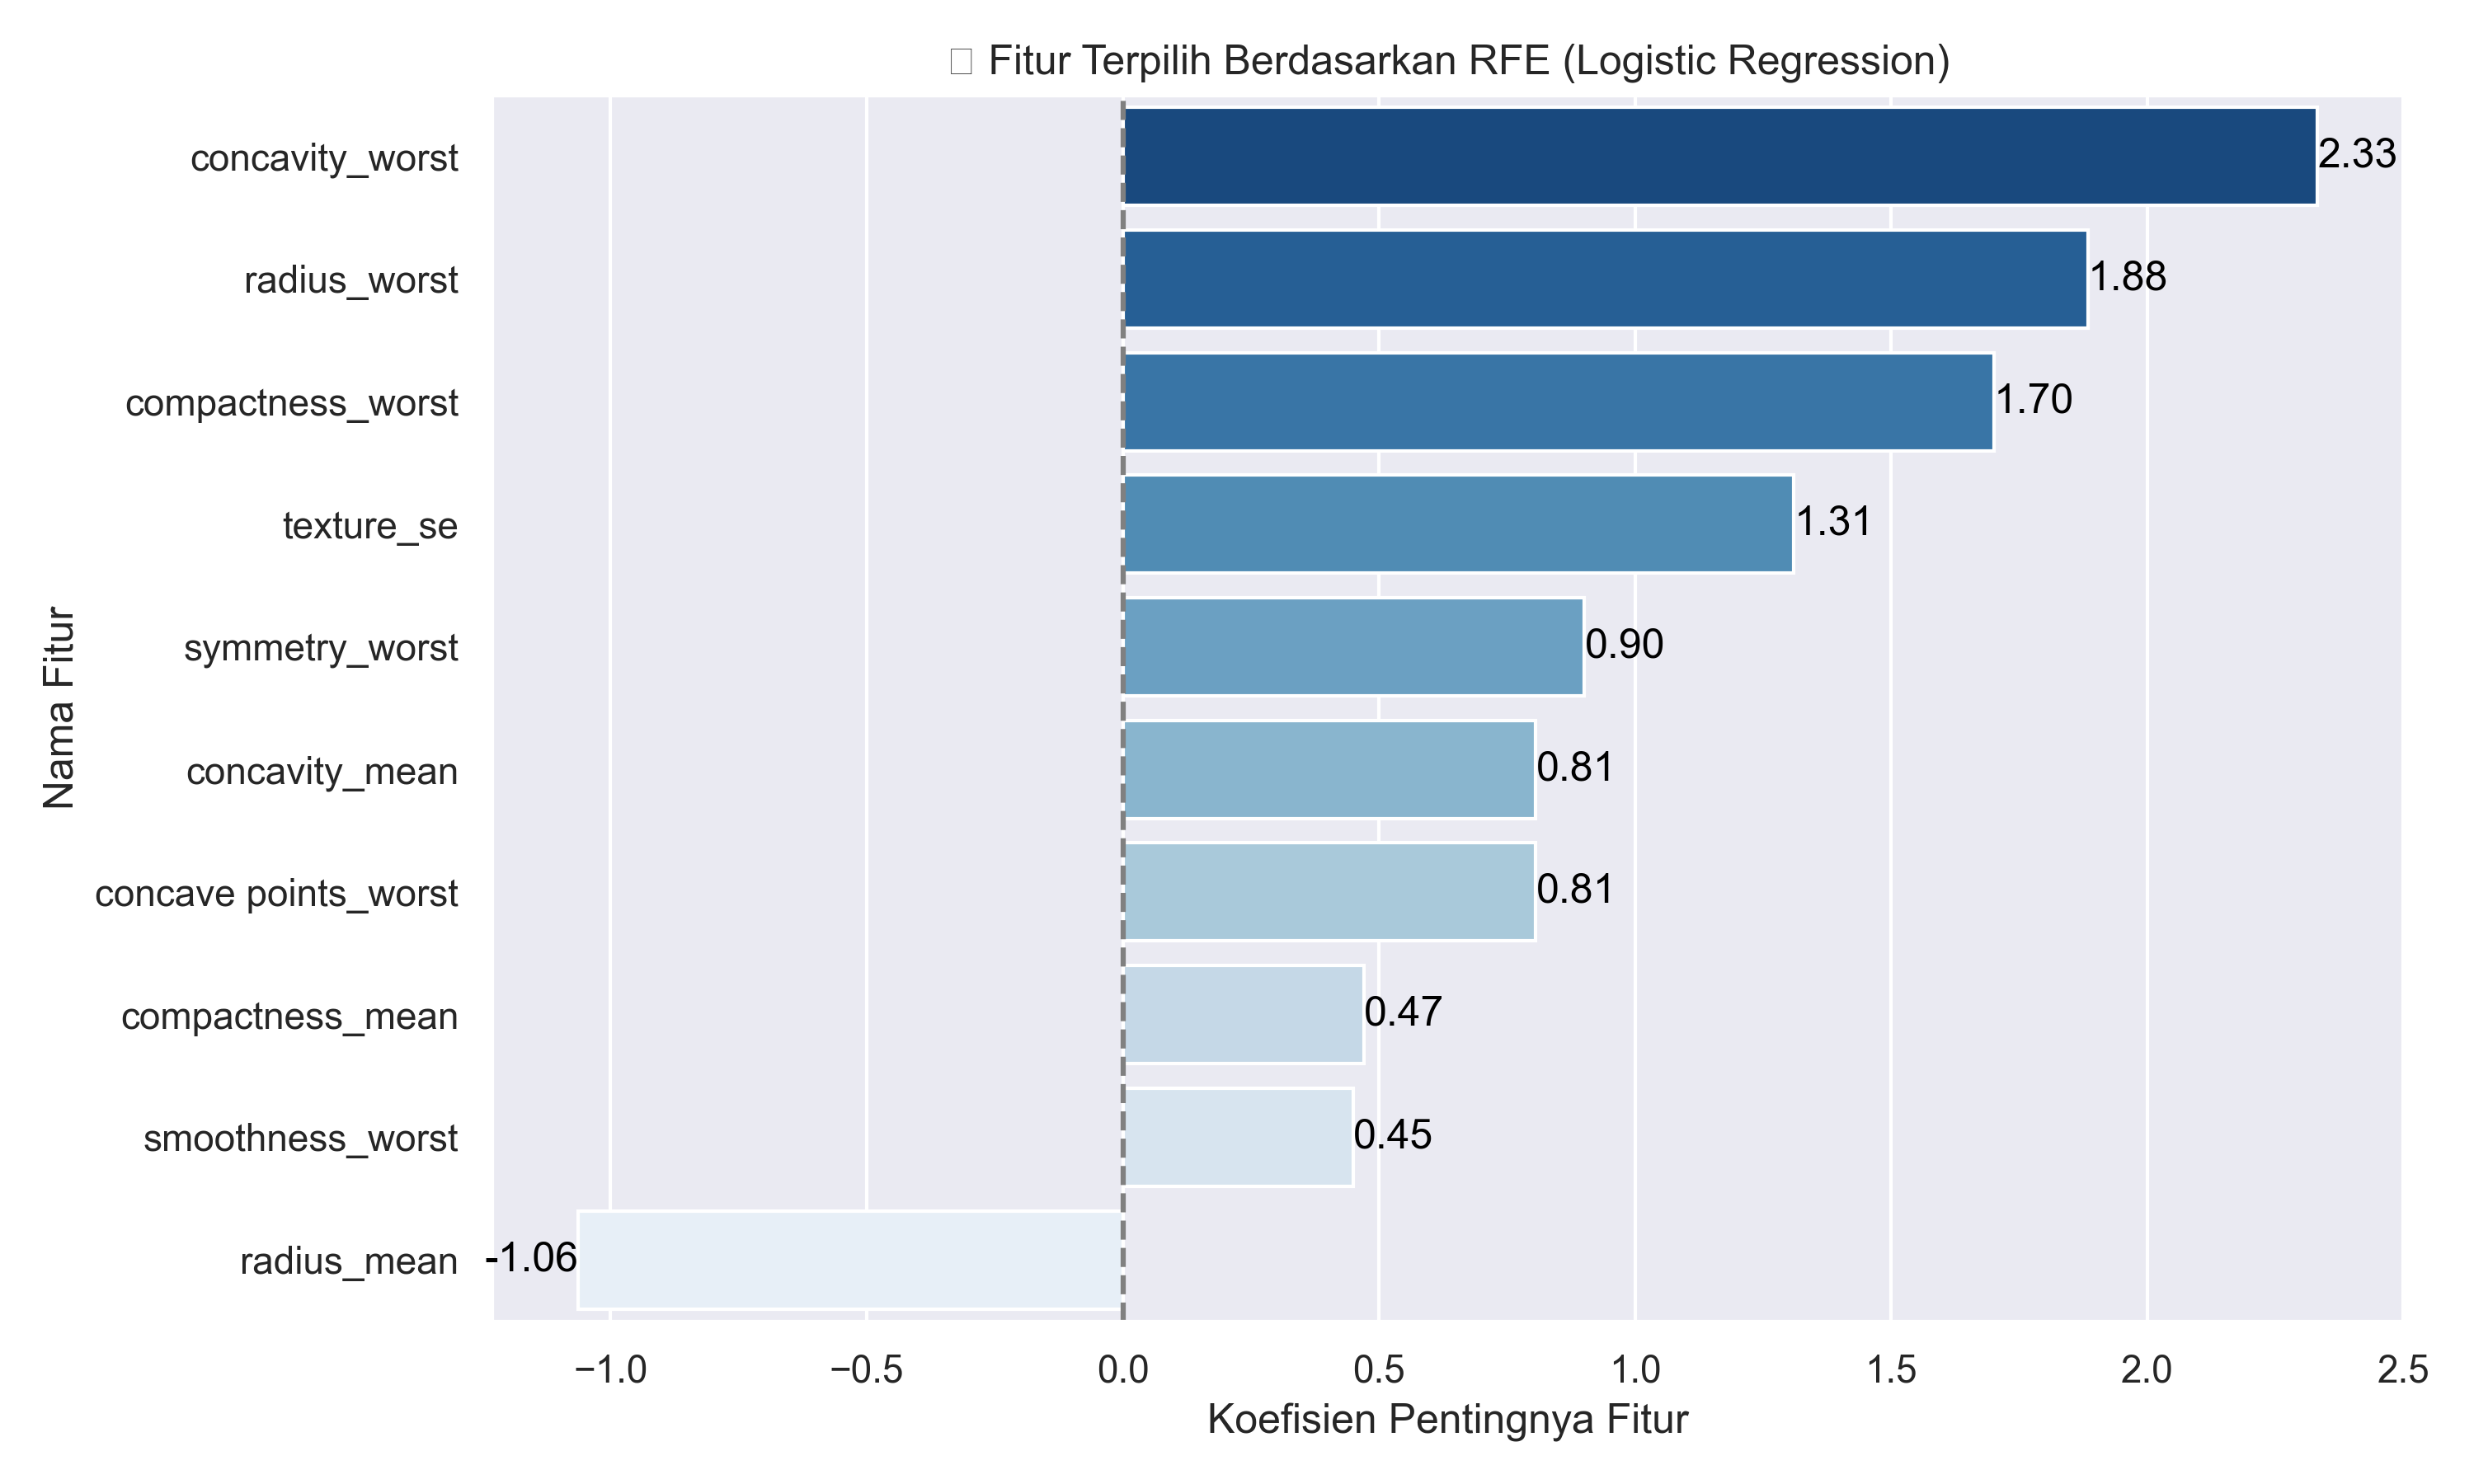 □ Fitur Terpilih Berdasarkan RFE (Logistic Regression)
Nama Fitur
concavity_worst 2.33
radius_worst 1.88
compactness_worst 1.70
texture_se 1.31
symmetry_worst 0.90
concavity_mean 0.81
concave points_worst 0.81
compactness_mean 0.47
smoothness_worst 0.45
radius_mean -1.06
−1.0 −0.5 0.0 0.5 1.0 1.5 2.0 2.5
Koefisien Pentingnya Fitur